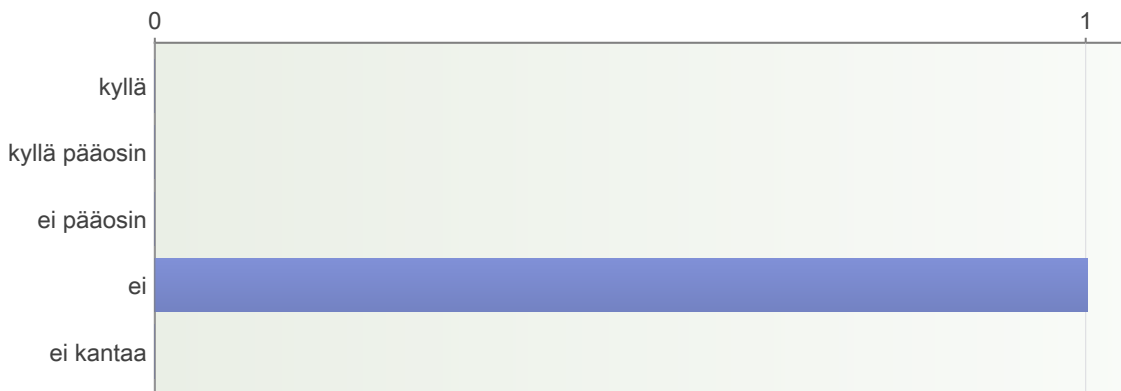 0 1
kyllä
kyllä pääosin
ei pääosin
ei
ei kantaa